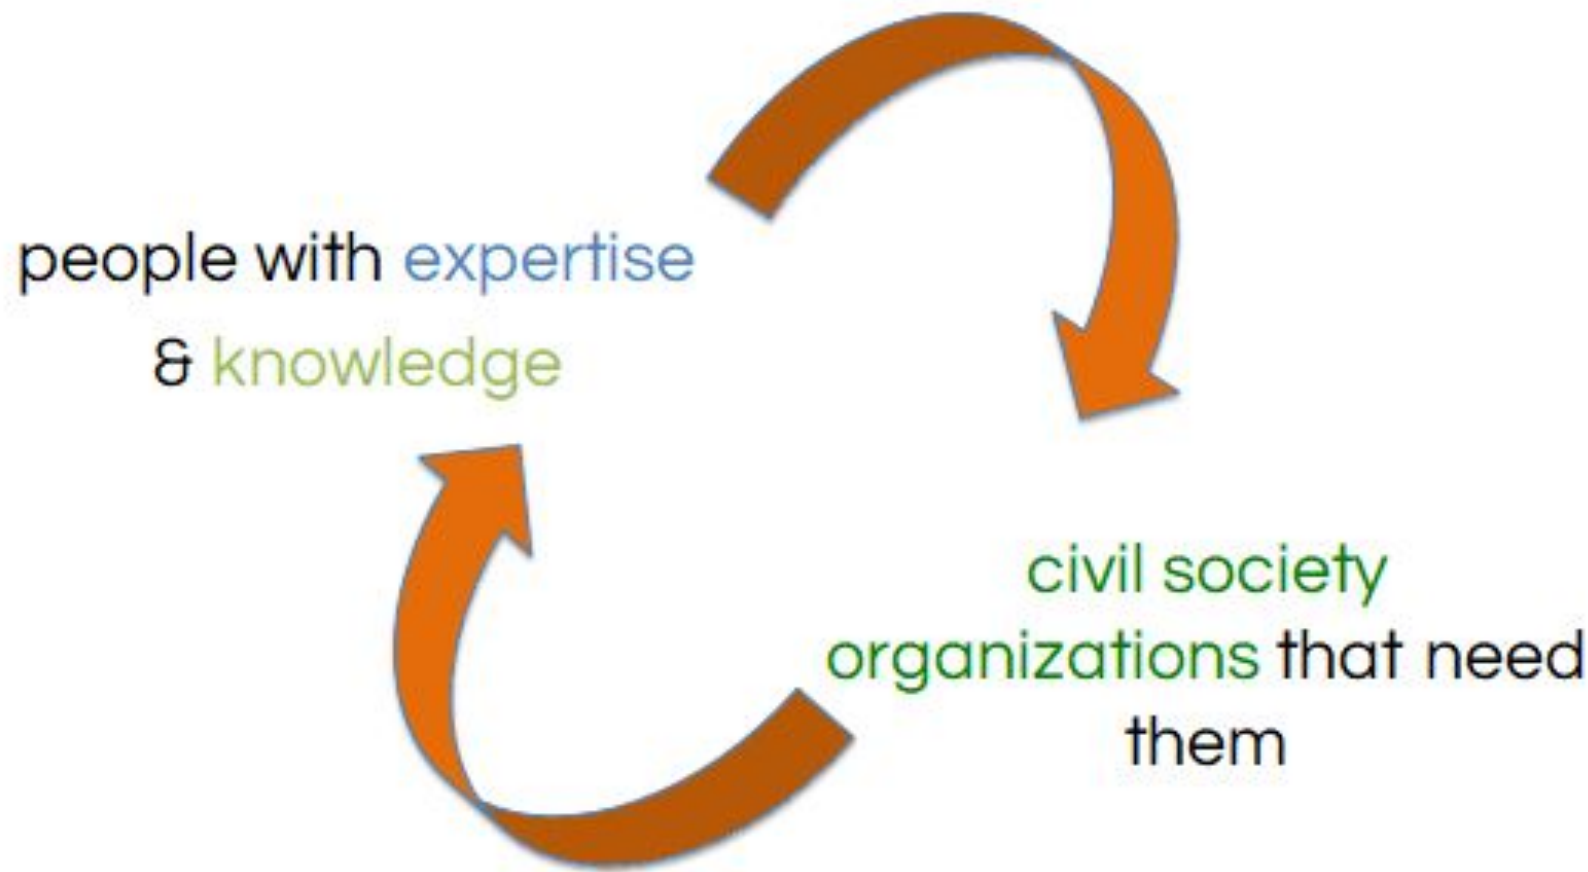 people with expertise
& knowledge
civil society
organizations that need
them